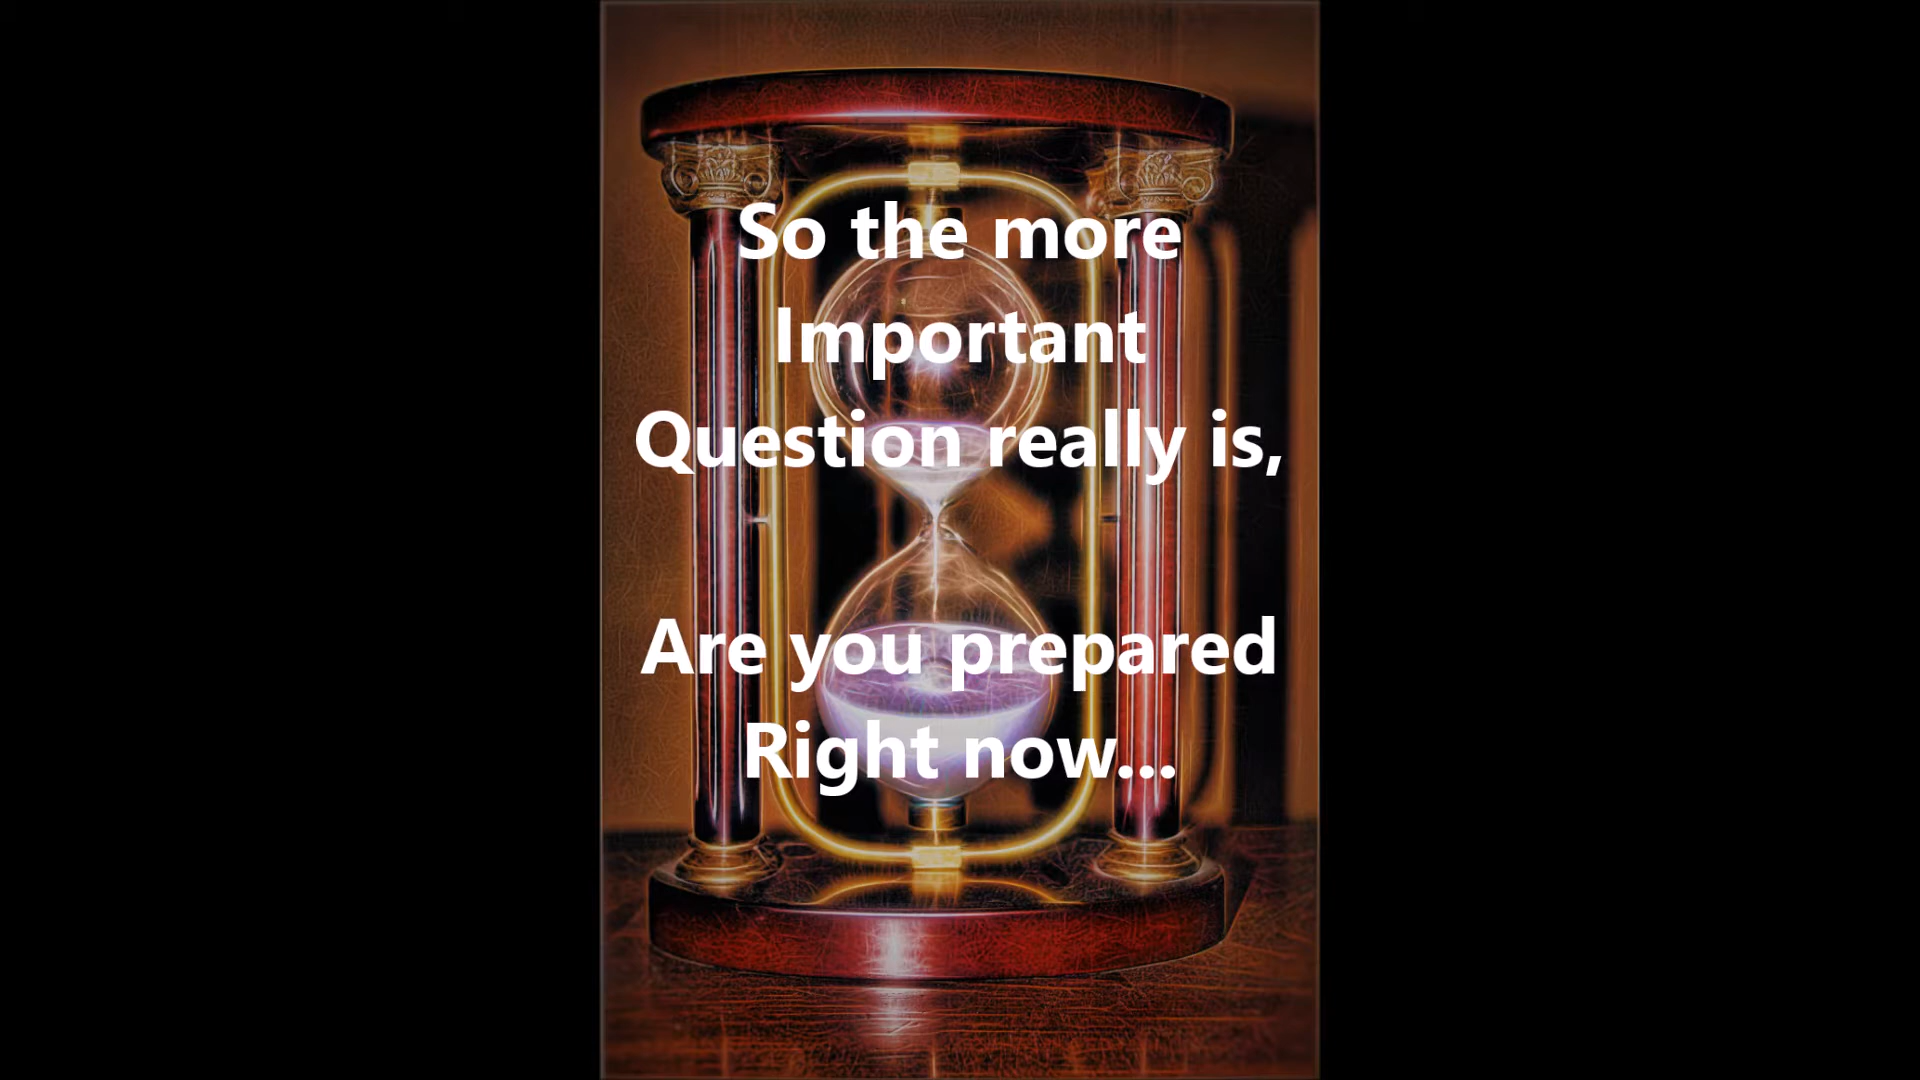 So the more
Important
Question really is,
Are you prepared
Right now...